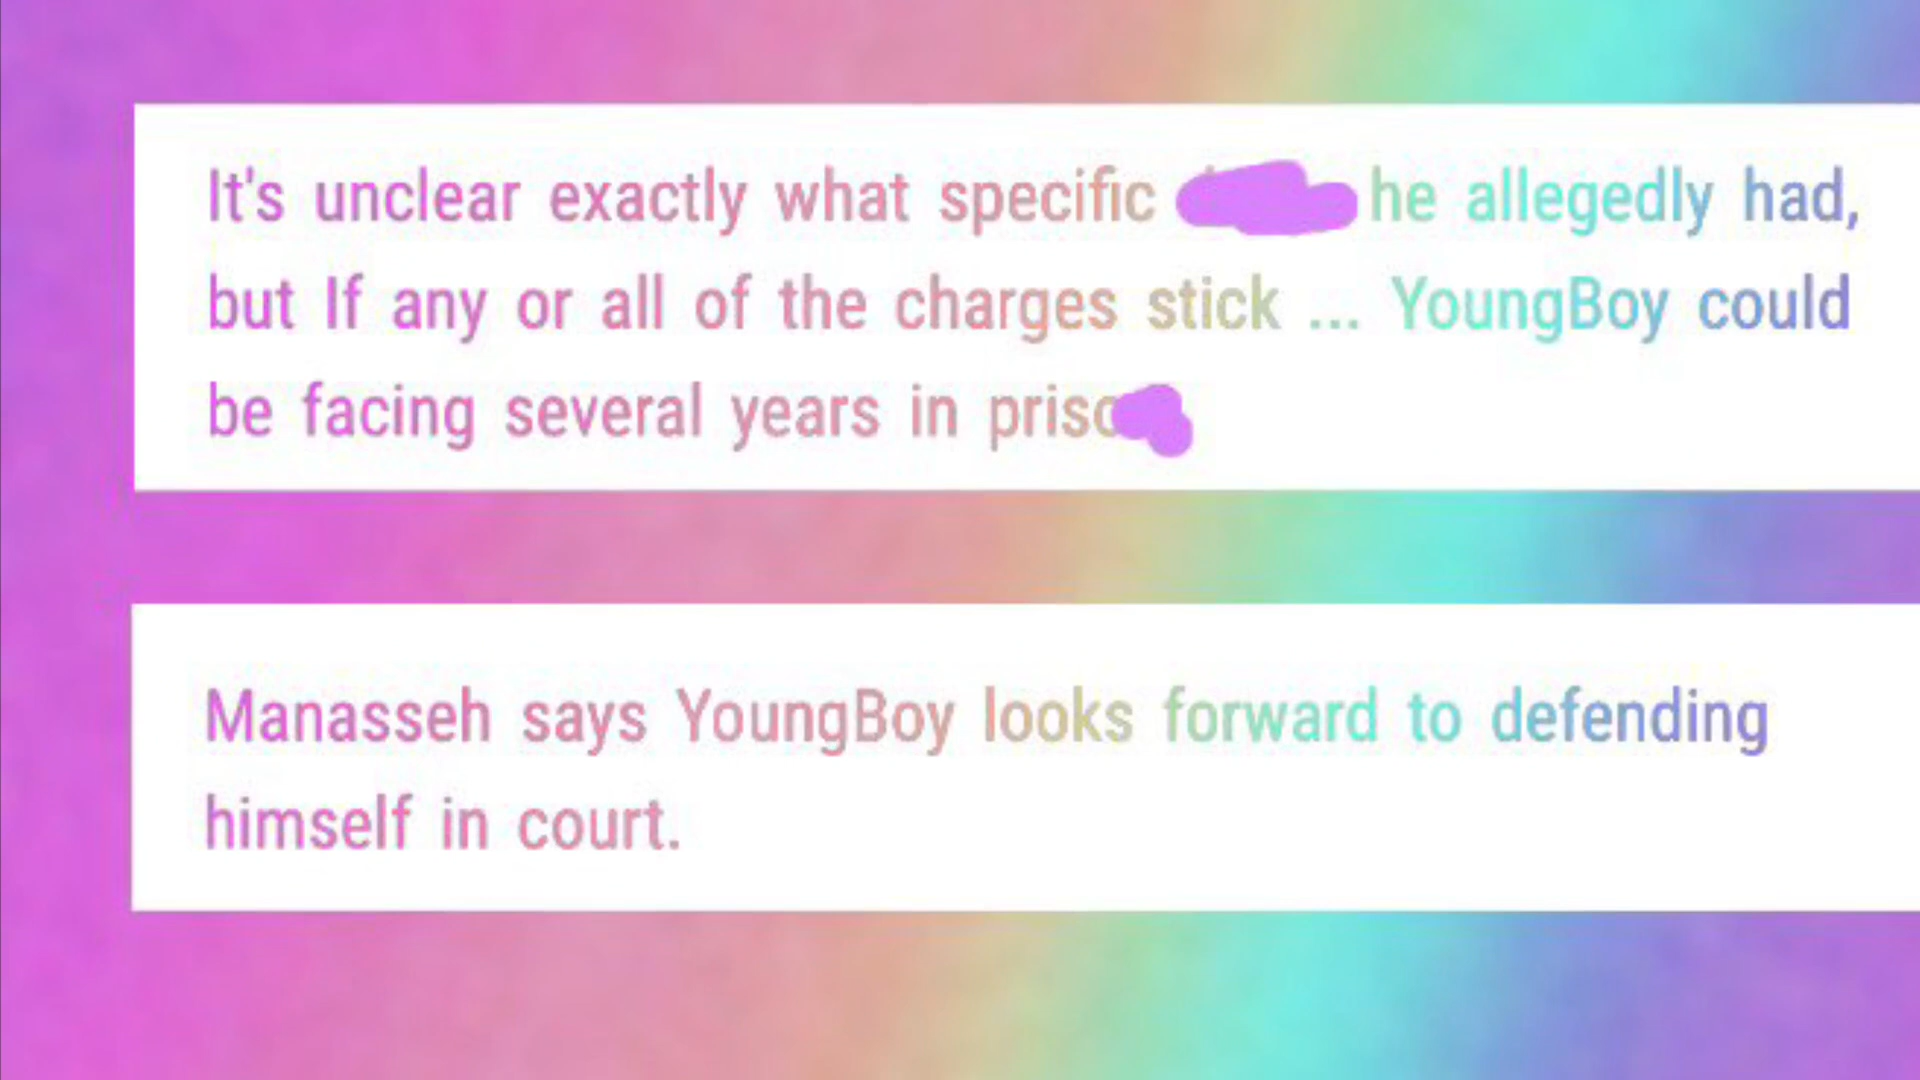 It's unclear exactly what specific he allegedly had,
but If any or all of the charges stick ... YoungBoy could
be facing several years in priso
Manasseh says YoungBoy looks forward to defending
himself in court.